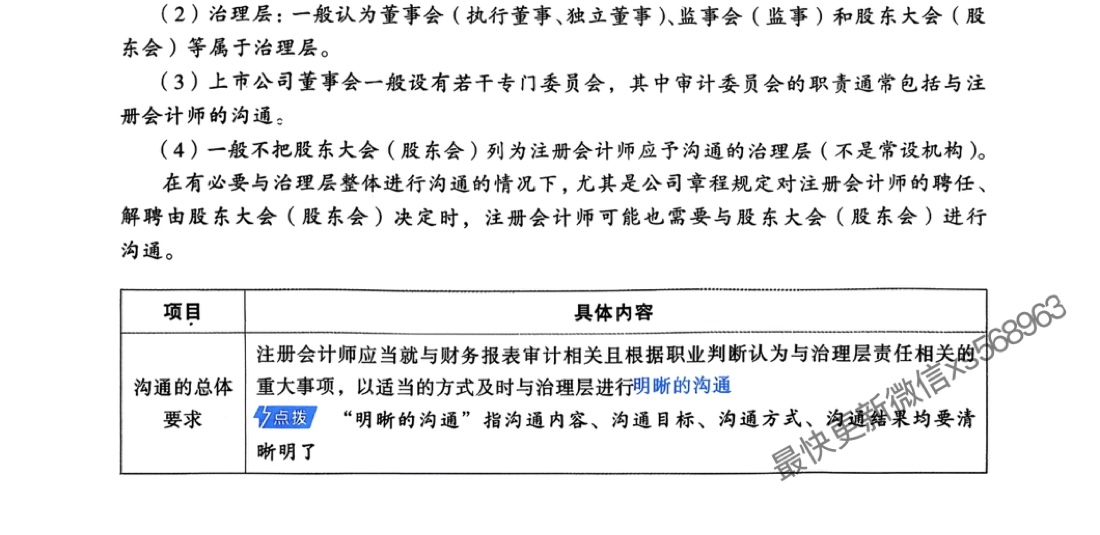 （2）治理层：一般认为董事会（执行董事、独立董事）、监事会（监事）和股东大会（股
东会）等属于治理层。
（3）上市公司董事会一般设有若干专门委员会，其中审计委员会的职责通常包括与注
册会计师的沟通。
（4）一般不把股东大会（股东会）列为注册会计师应予沟通的治理层（不是常设机构）。
在有必要与治理层整体进行沟通的情况下，尤其是公司章程规定对注册会计师的聘任、
解聘由股东大会（股东会）决定时，注册会计师可能也需要与股东大会（股东会）进行
沟通。
项目
具体内容
沟通的总体
要求
注册会计师应当就与财务报表审计相关且根据职业判断认为与治理层责任相关的
重大事项，以适当的方式及时与治理层进行明晰的沟通
点拨 “明晰的沟通”指沟通内容、沟通目标、沟通方式、沟通结果均要清
晰明了
最快更新微信x3568963